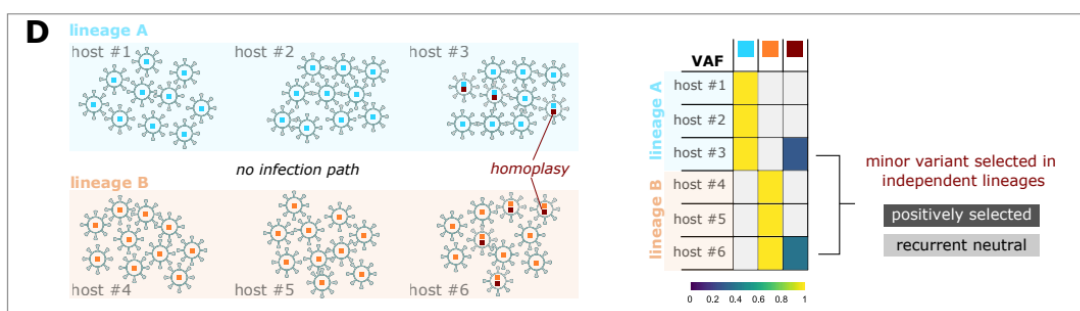 D
lineage A
host #1
host #2
host #3
no infection path
homoplasy
lineage B
host #4
host #5
host #6
VAF
lineage A
host #1
host #2
host #3
lineage B
host #4
host #5
host #6
0 0.2 0.4 0.6 0.8 1
minor variant selected in
independent lineages
positively selected
recurrent neutral